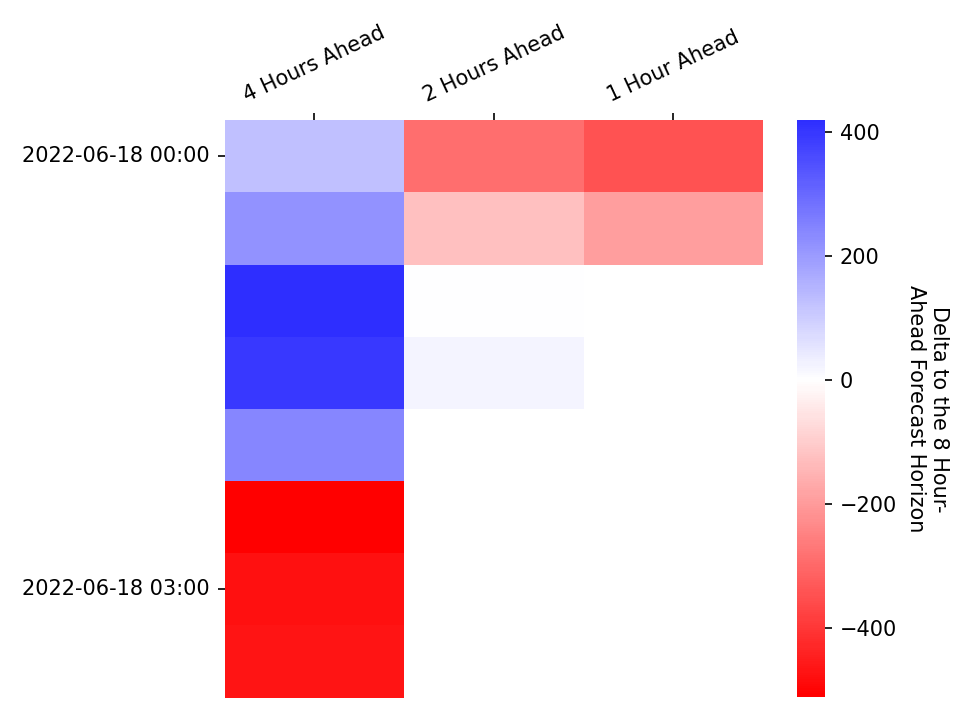 4 Hours Ahead
2 Hours Ahead
1 Hour Ahead
2022-06-18 00:00
2022-06-18 03:00
400
200
0
−200
−400
Delta to the 8 Hour-
Ahead Forecast Horizon